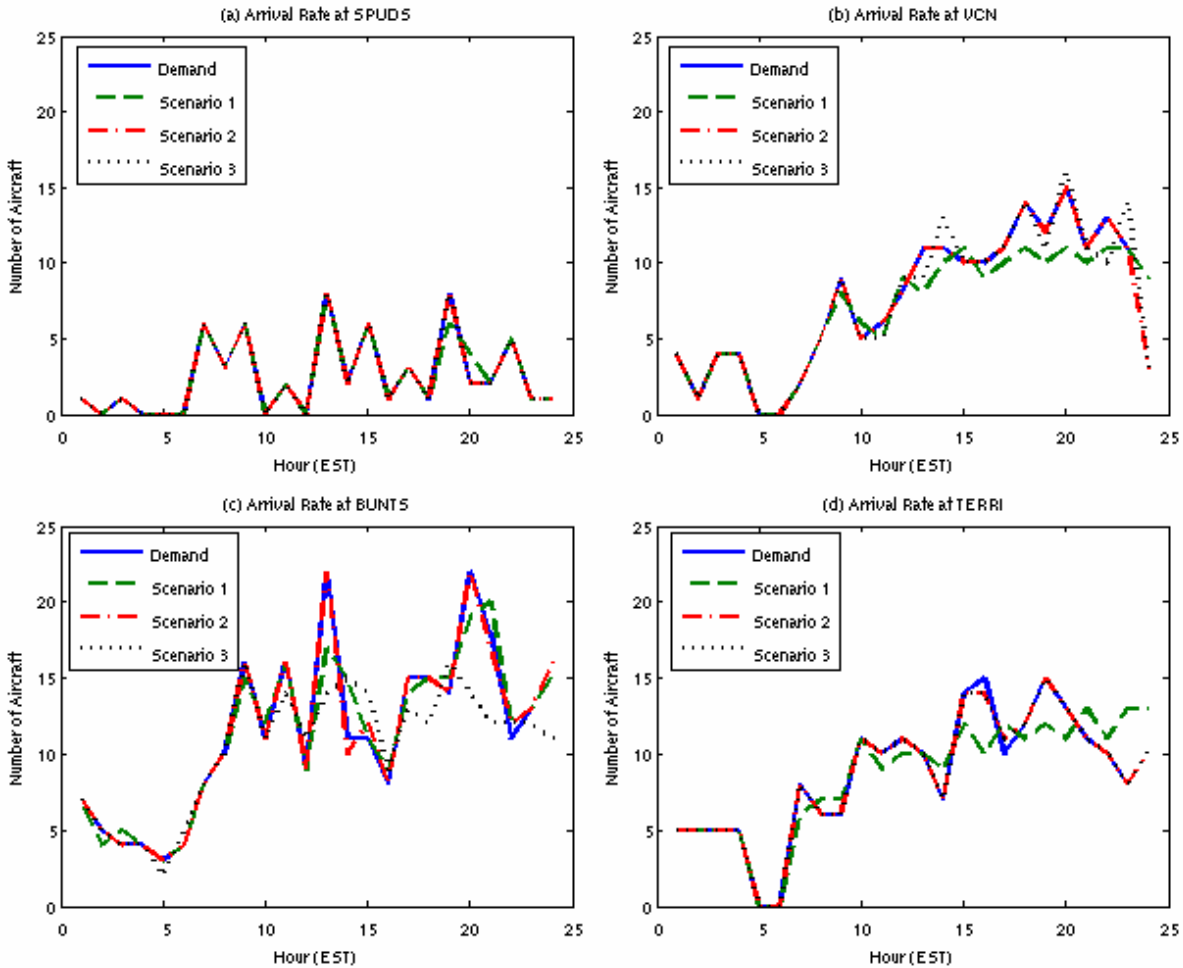 (a) Arrival Rate at SPUDS
25
20
15
10
5
0
Number of Aircraft
Demand
Scenario 1
Scenario 2
Scenario 3
0 5 10 15 20 25
Hour (EST)
(b) Arrival Rate at VCN
25
20
15
10
5
0
Number of Aircraft
Demand
Scenario 1
Scenario 2
Scenario 3
0 5 10 15 20 25
Hour (EST)
(c) Arrival Rate at BUNTS
25
20
15
10
5
0
Number of Aircraft
Demand
Scenario 1
Scenario 2
Scenario 3
0 5 10 15 20 25
Hour (EST)
(d) Arrival Rate at TERRI
25
20
15
10
5
0
Number of Aircraft
Demand
Scenario 1
Scenario 2
Scenario 3
0 5 10 15 20 25
Hour (EST)